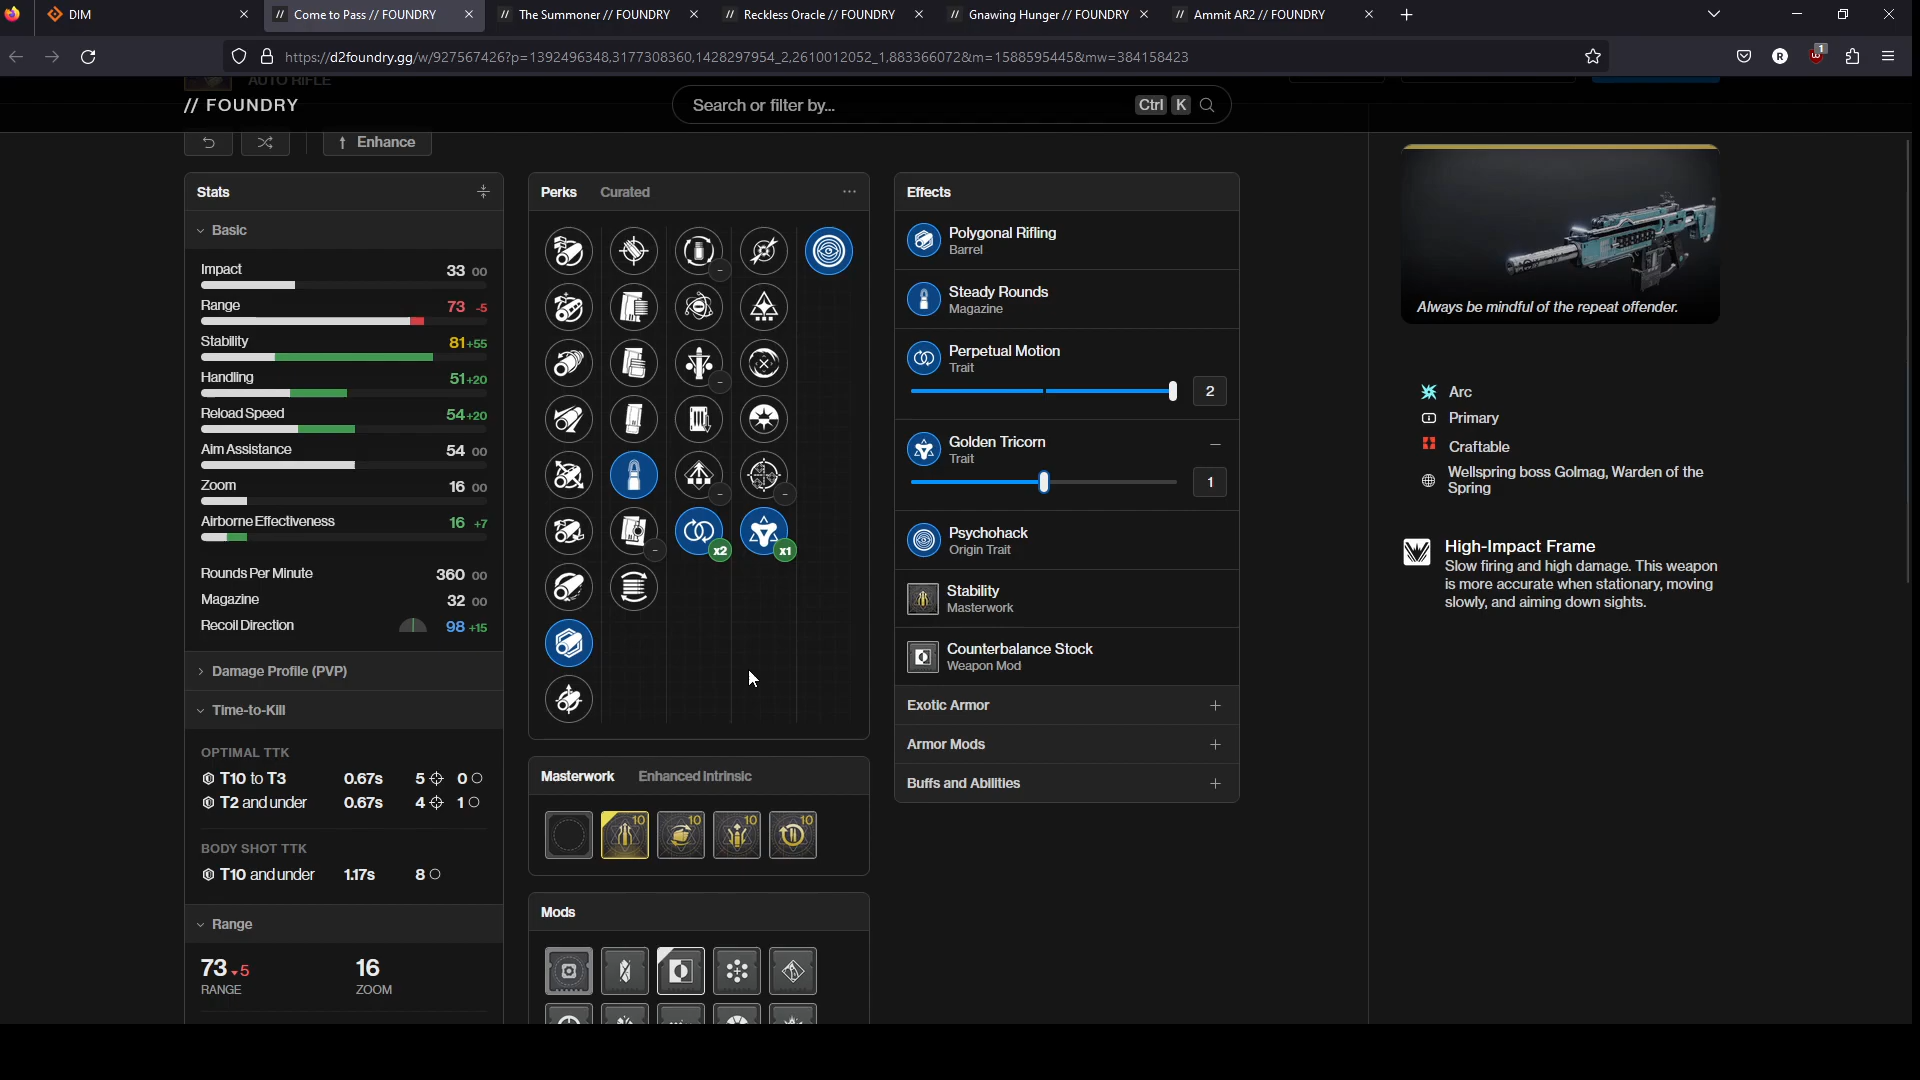 DIM
Come to Pass // FOUNDRY
The Summoner // FOUNDRY
Reckless Oracle // FOUNDRY
Gnawing Hunger // FOUNDRY
Ammit AR2 // FOUNDRY
https://d2foundry.gg/w/927567426?p=1392496348,3177308360,1428297954_2,2610012052_1,883366072&m=1588595445&mw=384158423
R
1
AUTO RIFLE
// FOUNDRY
Search or filter by...
Ctrl K
Enhance
Stats
Basic
Impact 33 00
Range 73 -5
Stability 81 +55
Handling 51 +20
Reload Speed 54 +20
Aim Assistance 54 00
Zoom 16 00
Airborne Effectiveness 16 +7
Rounds Per Minute 360 00
Magazine 32 00
Recoil Direction 98 +15
Damage Profile (PVP)
Time-to-Kill
OPTIMAL TTK
T10 to T3 0.67s 5 0
T2 and under 0.67s 4 1
BODY SHOT TTK
T10 and under 1.17s 8
Range
73 5
RANGE
16
ZOOM
Perks Curated
x2
x1
Masterwork Enhanced Intrinsic
10
10
10
10
Mods
Effects
Polygonal Rifling
Barrel
Steady Rounds
Magazine
Perpetual Motion
Trait
2
Golden Tricorn
Trait
1
Psychohack
Origin Trait
Stability
Masterwork
Counterbalance Stock
Weapon Mod
Exotic Armor
Armor Mods
Buffs and Abilities
Always be mindful of the repeat offender.
Arc
Primary
Craftable
Wellspring boss Golmag, Warden of the
Spring
High-Impact Frame
Slow firing and high damage. This weapon
is more accurate when stationary, moving
slowly, and aiming down sights.